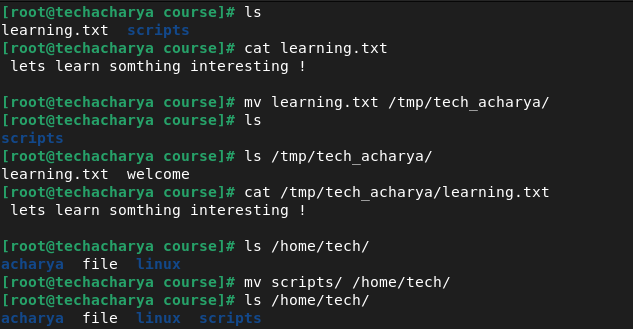 [root@techacharya course]# ls
learning.txt  scripts
[root@techacharya course]# cat learning.txt
 lets learn somthing interesting !
[root@techacharya course]# mv learning.txt /tmp/tech_acharya/
[root@techacharya course]# ls
scripts
[root@techacharya course]# ls /tmp/tech_acharya/
learning.txt  welcome
[root@techacharya course]# cat /tmp/tech_acharya/learning.txt
 lets learn somthing interesting !
[root@techacharya course]# ls /home/tech/
acharya  file  linux
[root@techacharya course]# mv scripts/ /home/tech/
[root@techacharya course]# ls /home/tech/
acharya  file  linux  scripts